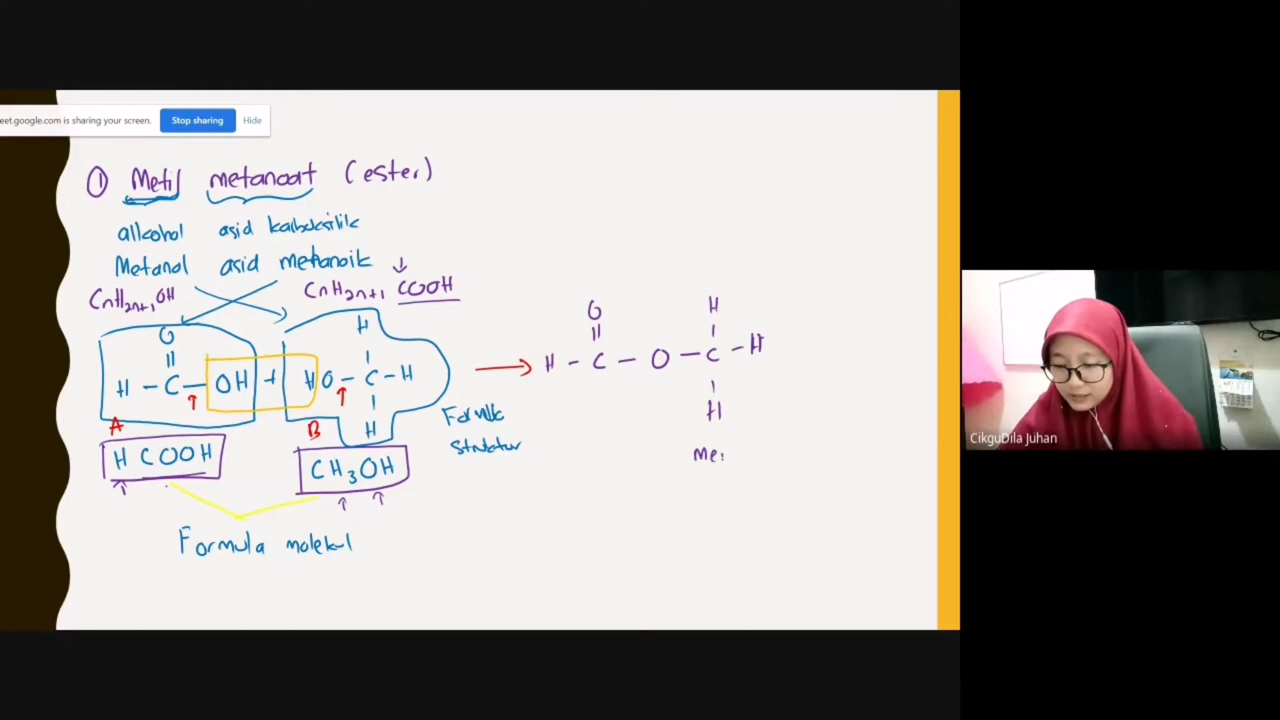 eet.google.com is sharing your screen. Stop sharing Hide
① Metil metanoat (ester)
alkohol asid karboksilik
Metanol asid metanoik
CnH2n+1OH CnH2n+1 COOH
O H
H – C – OH + HO – C – H
H
O H
H – C – O – C – H
H
A B
HCOOH CH3OH
Formula
struktur
Me
Formula molekul
CikguDila Juhan